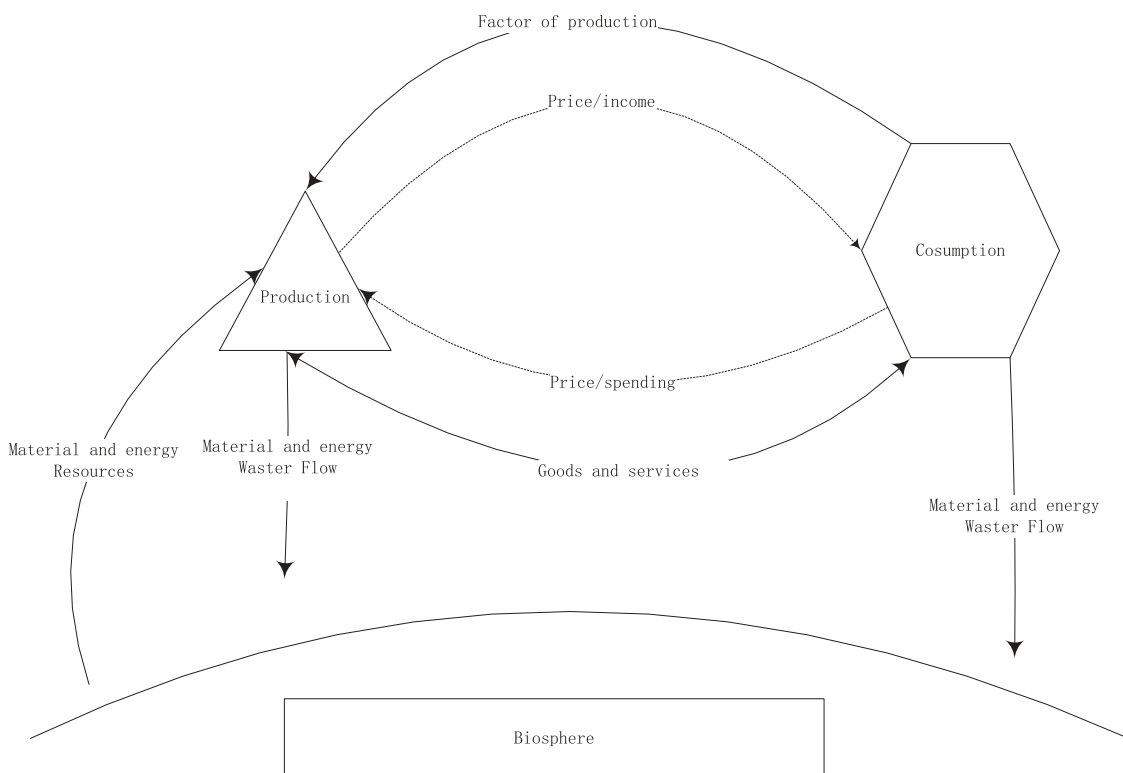 Factor of production
Price/income
Cosumption
Production
Price/spending
Material and energy
Resources
Material and energy
Waster Flow
Goods and services
Material and energy
Waster Flow
Biosphere